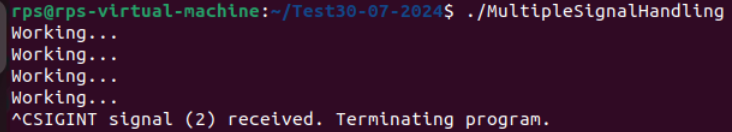 rps@rps-virtual-machine:~/Test30-07-2024$ ./MultipleSignalHandling
Working...
Working...
Working...
Working...
^CSIGINT signal (2) received. Terminating program.